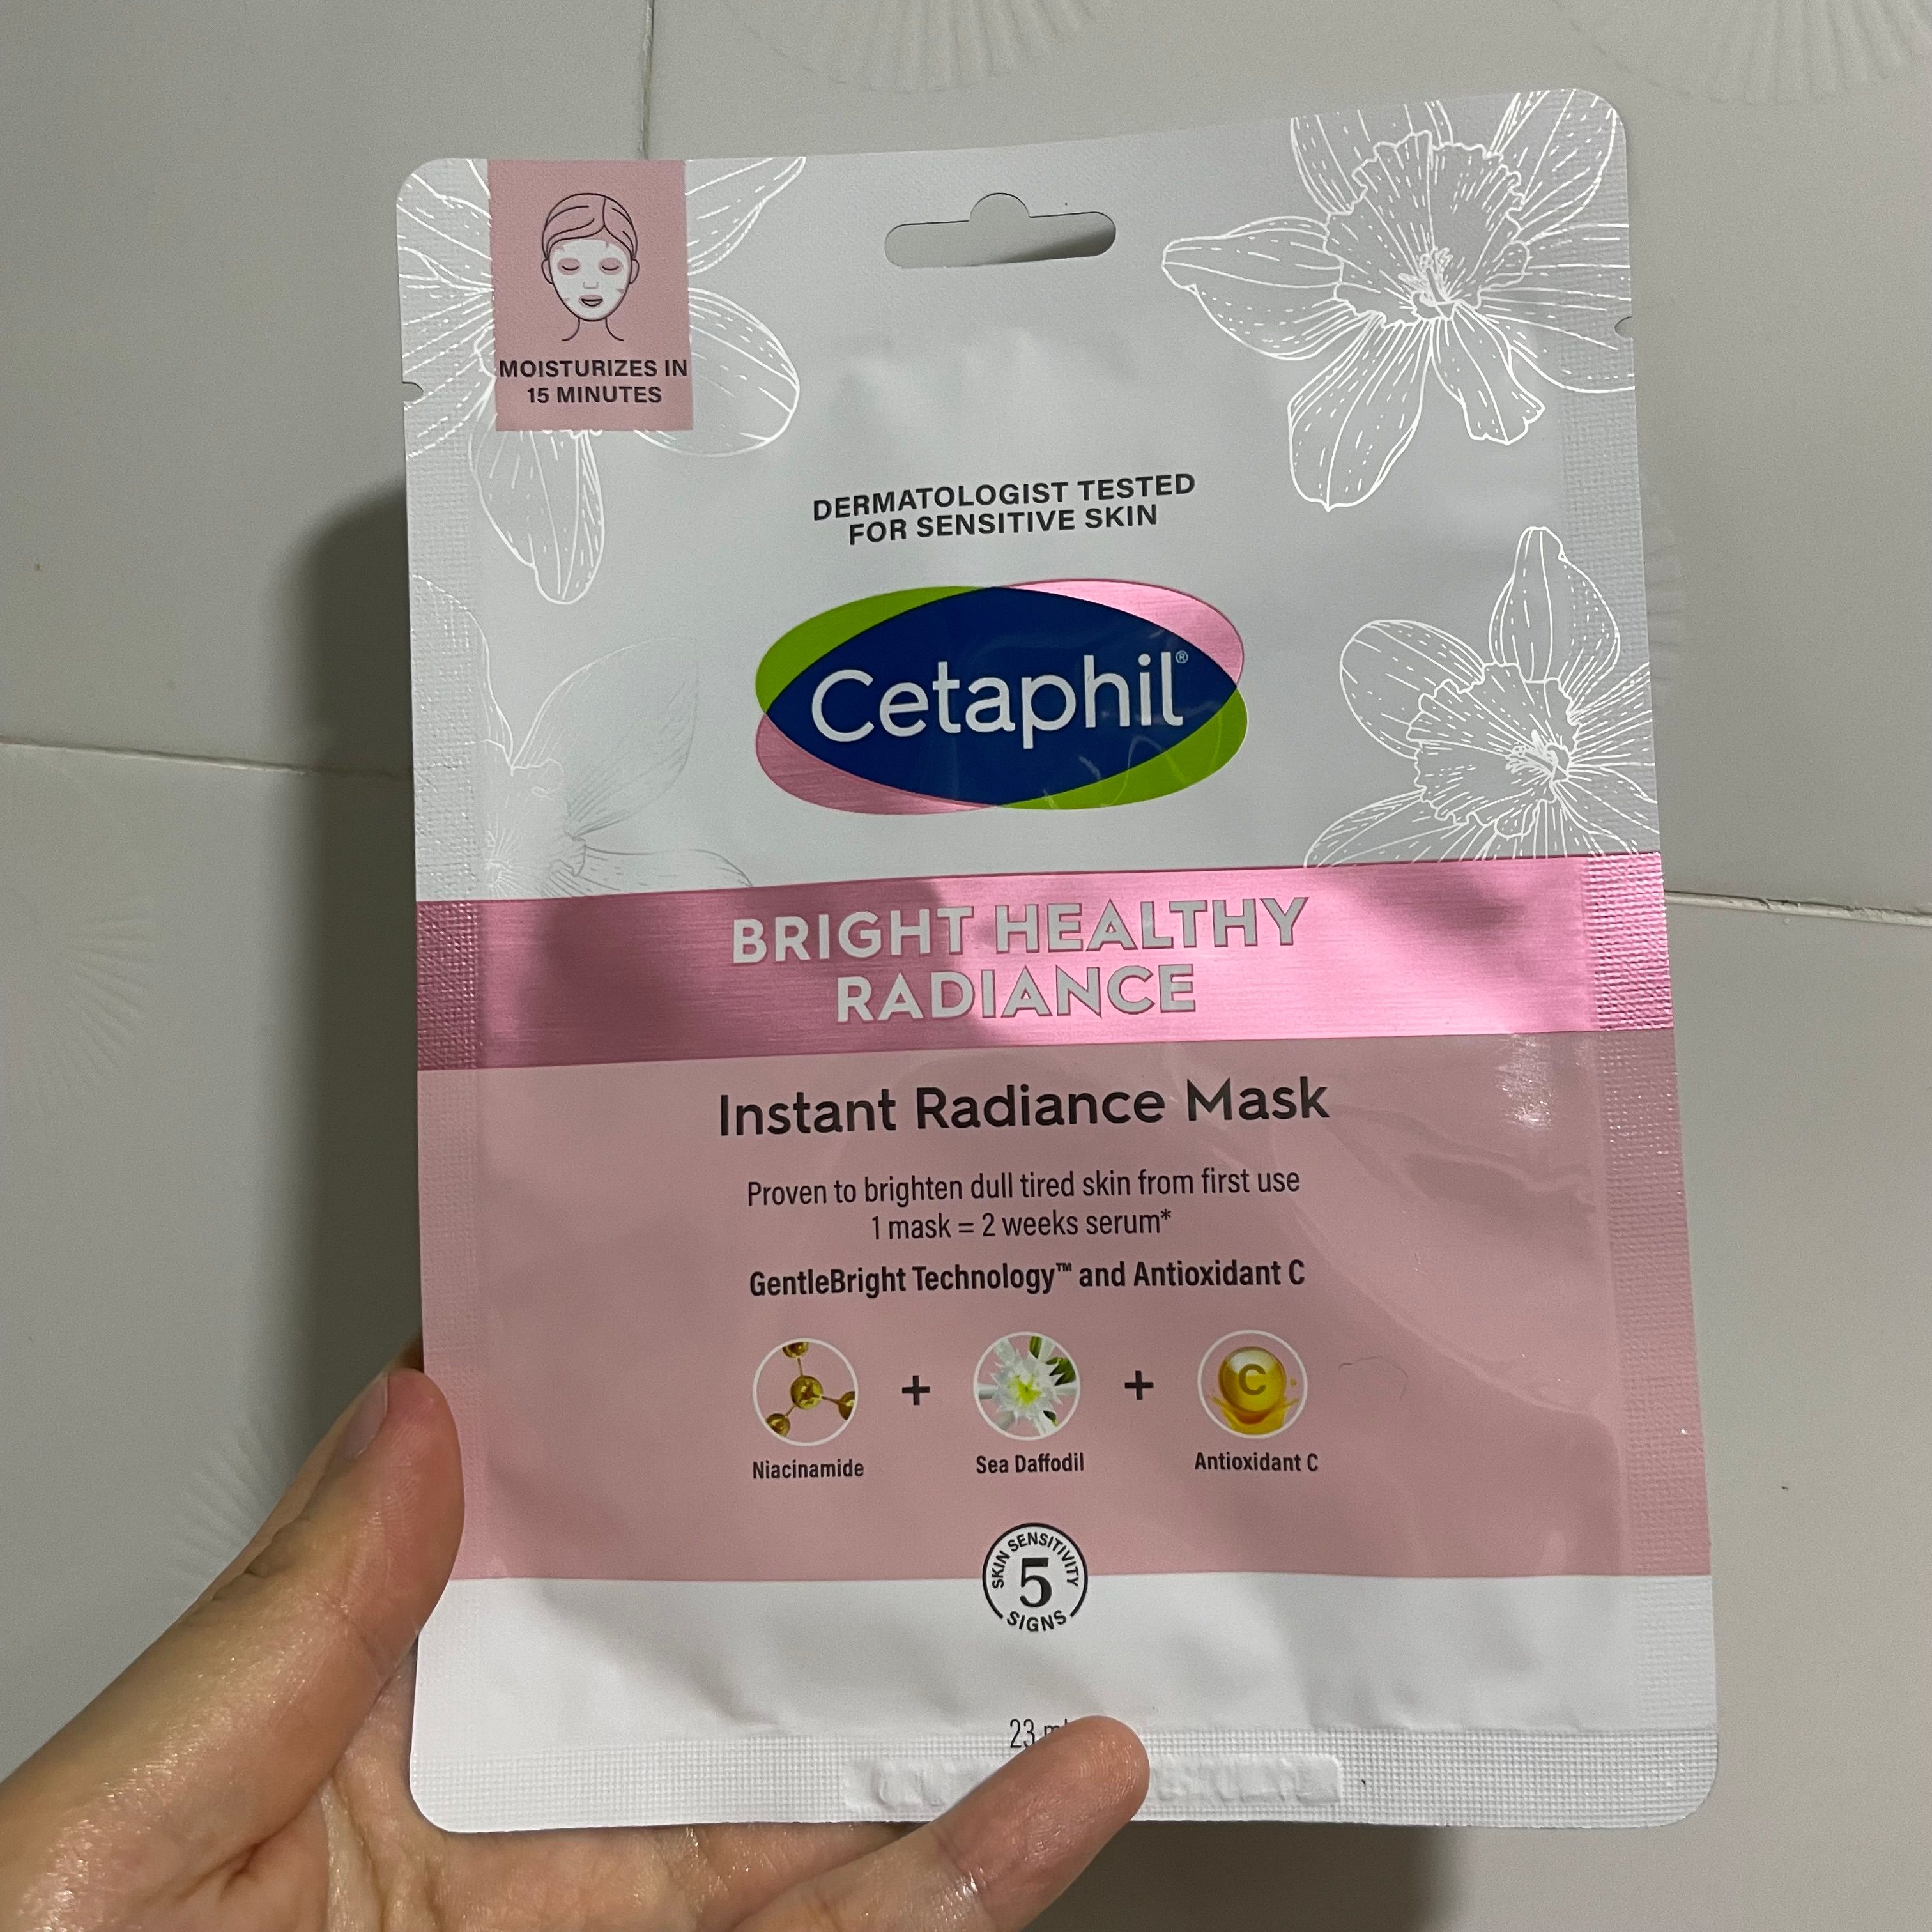 MOISTURIZES IN
15 MINUTES
DERMATOLOGIST TESTED
FOR SENSITIVE SKIN
Cetaphil®
BRIGHT HEALTHY
RADIANCE
Instant Radiance Mask
Proven to brighten dull tired skin from first use
1 mask = 2 weeks serum*
GentleBright Technology™ and Antioxidant C
C
+
+
Niacinamide
Sea Daffodil
Antioxidant C
SKIN SENSITIVITY
5
SIGNS
23